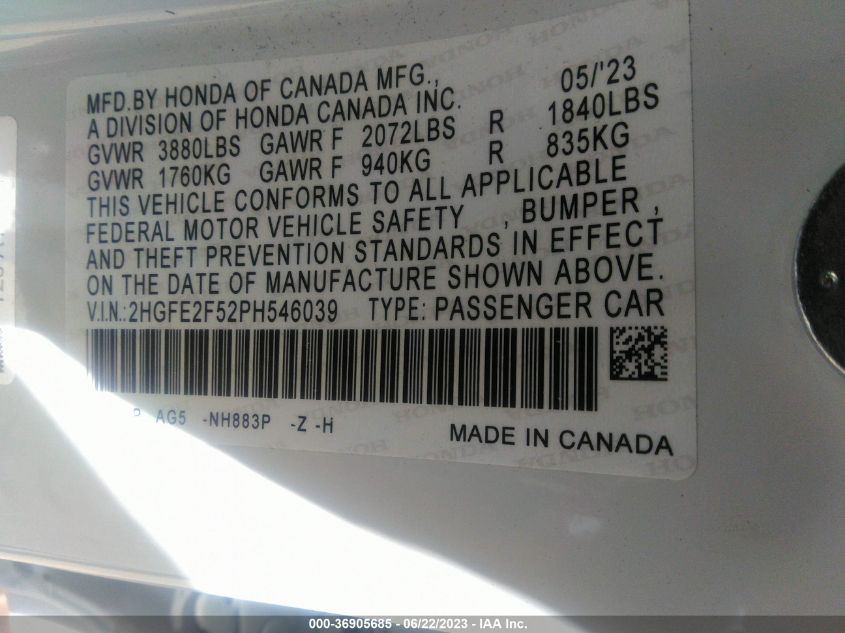 MFD.BY HONDA OF CANADA MFG., 05/'23
A DIVISION OF HONDA CANADA INC.
GVWR 3880LBS GAWR F 2072LBS R 1840LBS
GVWR 1760KG GAWR F 940KG R 835KG
THIS VEHICLE CONFORMS TO ALL APPLICABLE
FEDERAL MOTOR VEHICLE SAFETY , BUMPER ,
AND THEFT PREVENTION STANDARDS IN EFFECT
ON THE DATE OF MANUFACTURE SHOWN ABOVE.
V.I.N.:2HGFE2F52PH546039 TYPE: PASSENGER CAR
P AG5 -NH883P -Z -H
MADE IN CANADA
000-36905685 - 06/22/2023 - IAA Inc.